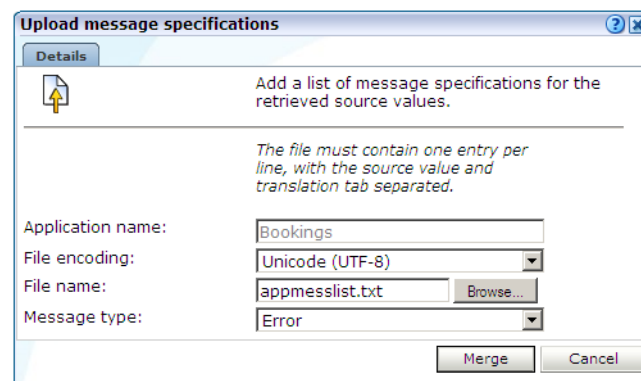 Upload message specifications
Details
Add a list of message specifications for the
retrieved source values.
The file must contain one entry per
line, with the source value and
translation tab separated.
Application name: Bookings
File encoding: Unicode (UTF-8)
File name: appmesslist.txt Browse...
Message type: Error
Merge Cancel